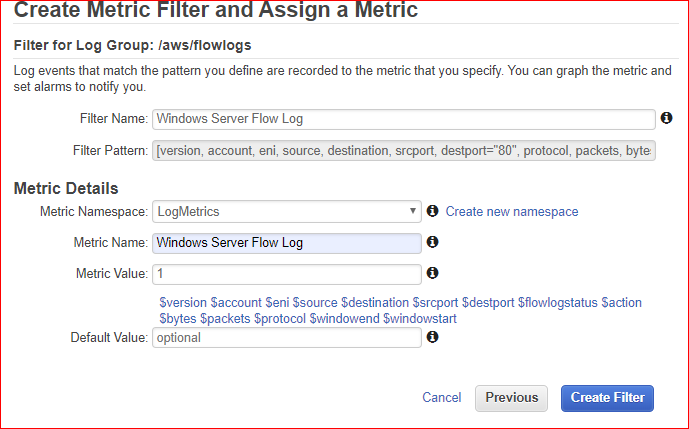 Create Metric Filter and Assign a Metric
Filter for Log Group: /aws/flowlogs
Log events that match the pattern you define are recorded to the metric that you specify. You can graph the metric and
set alarms to notify you.
Filter Name: Windows Server Flow Log
Filter Pattern: [version, account, eni, source, destination, srcport, destport="80", protocol, packets, byte
Metric Details
Metric Namespace: LogMetrics Create new namespace
Metric Name: Windows Server Flow Log
Metric Value: 1
$version $account $eni $source $destination $srcport $destport $flowlogstatus $action
$bytes $packets $protocol $windowend $windowstart
Default Value: optional
Cancel Previous Create Filter